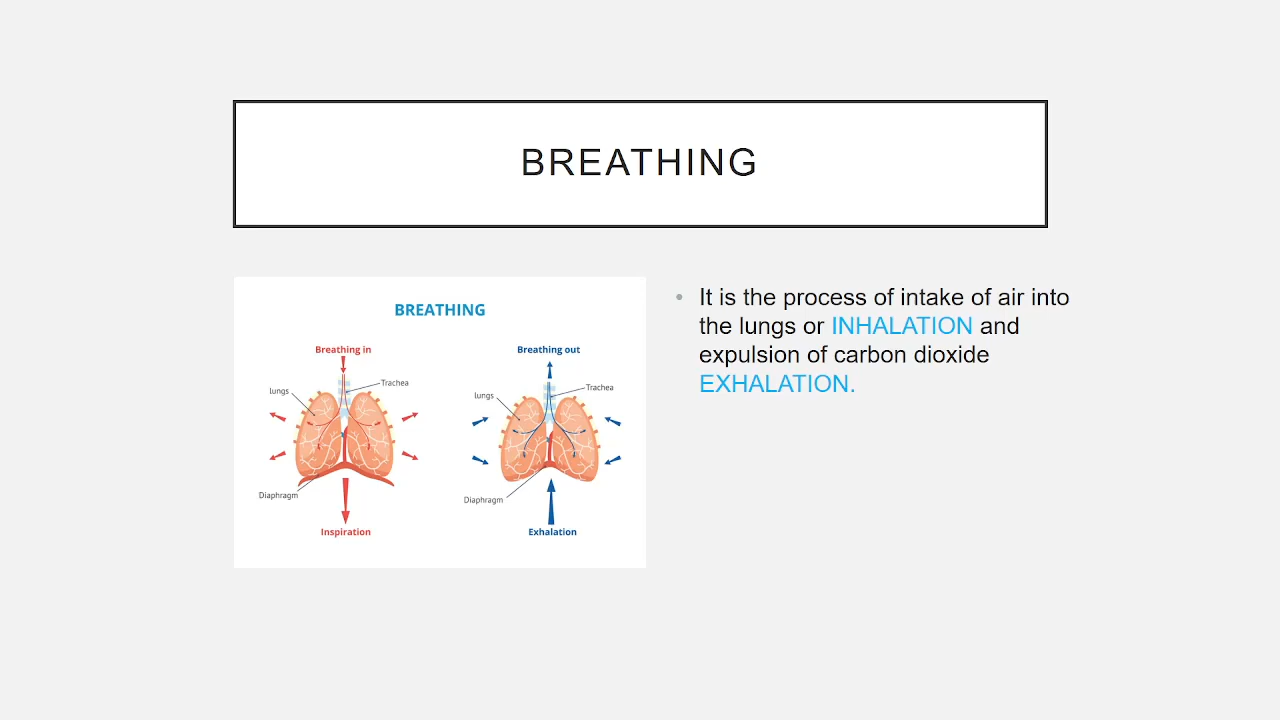 BREATHING
BREATHING
Breathing in
Trachea
lungs
Diaphragm
Inspiration
Breathing out
Trachea
lungs
Diaphragm
Exhalation
• It is the process of intake of air into
the lungs or INHALATION and
expulsion of carbon dioxide
EXHALATION.